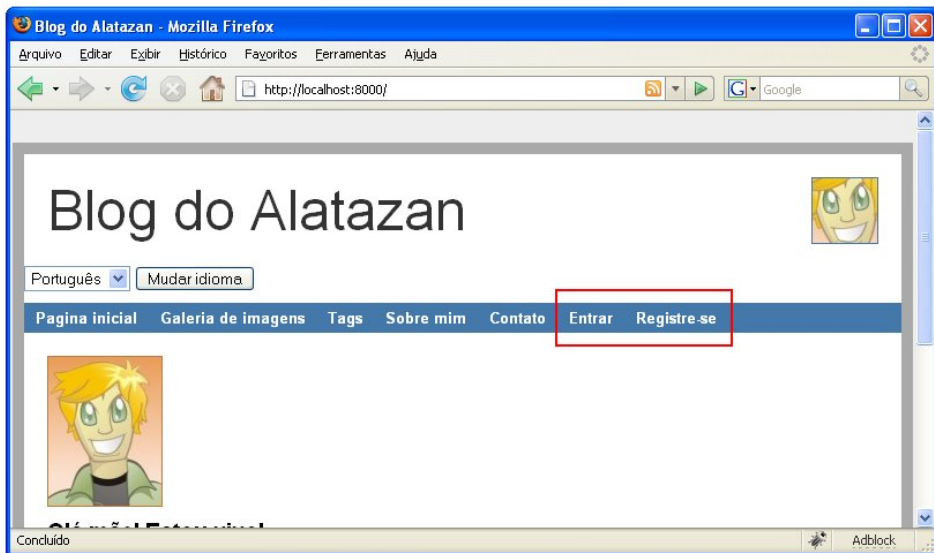 Blog do Alatazan - Mozilla Firefox
Arquivo Editar Exibir Histórico Favoritos Ferramentas Ajuda
http://localhost:8000/
G Google
Blog do Alatazan
Português Mudar idioma
Pagina inicial Galeria de imagens Tags Sobre mim Contato Entrar Registre-se
Concluído Adblock